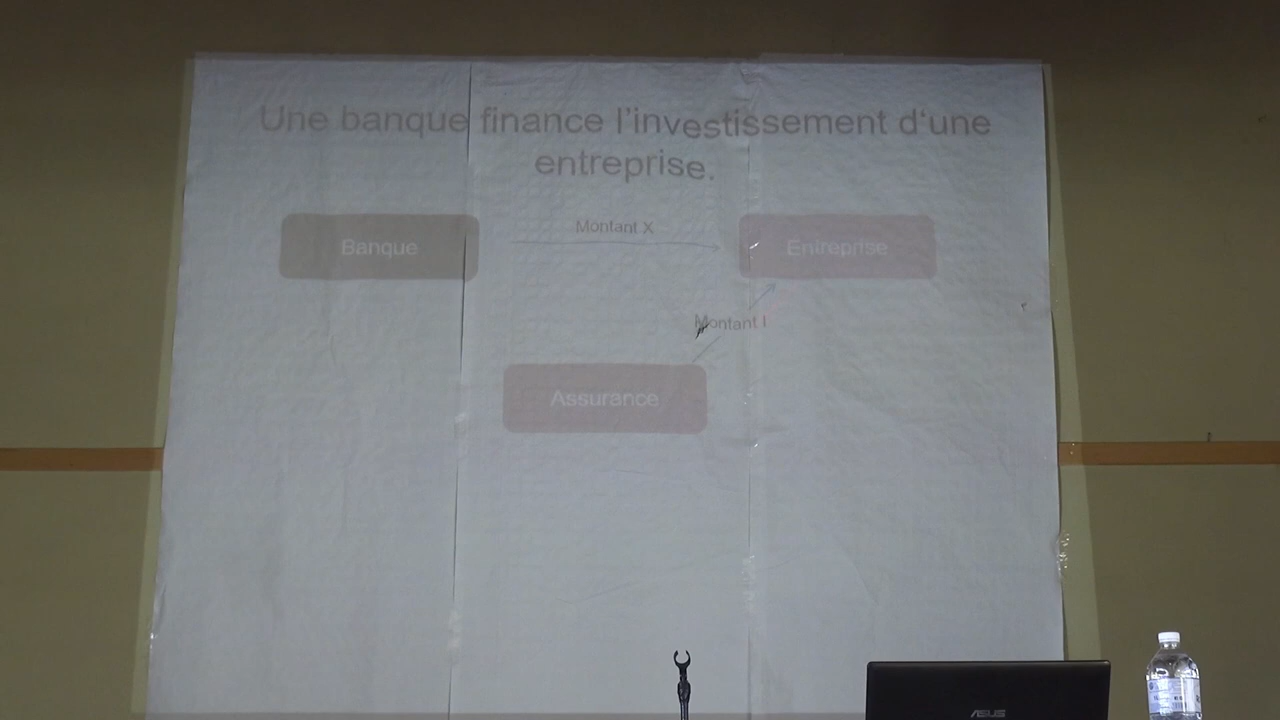 Une banque finance l'investissement d‘une
entreprise.
Montant X
Banque
Entreprise
Montant I
Assurance
ASUS